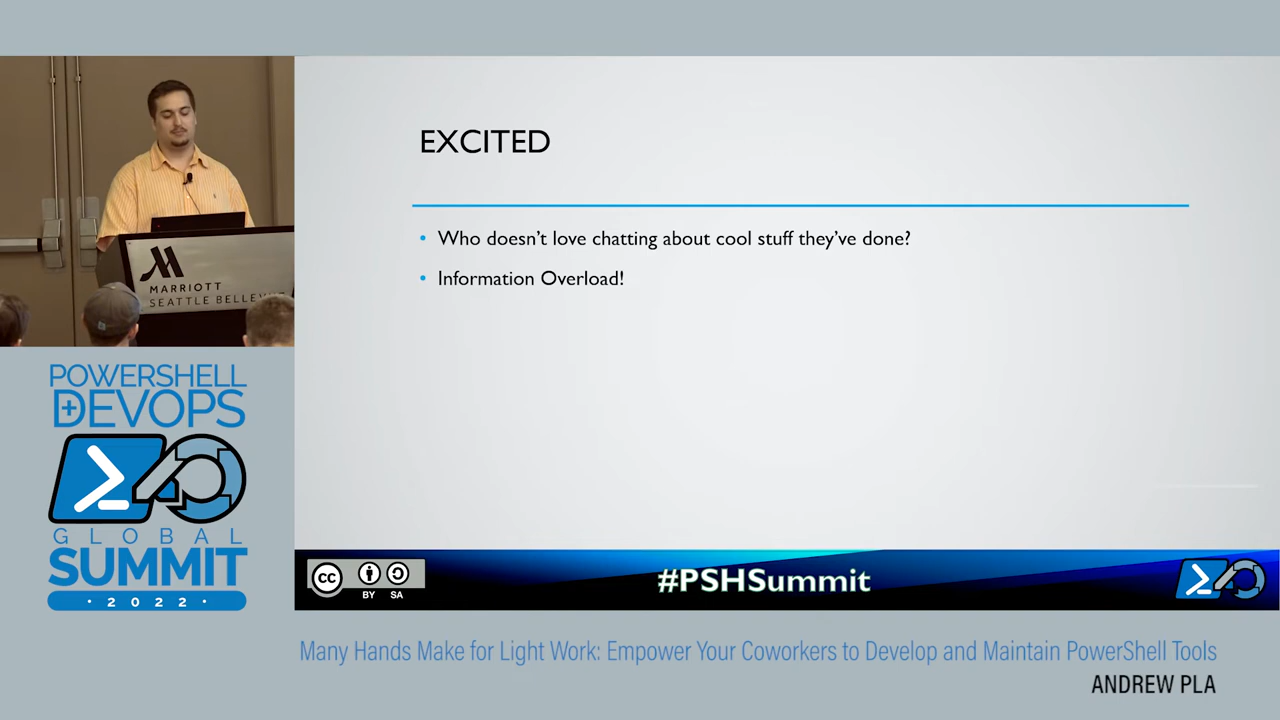 EXCITED
• Who doesn't love chatting about cool stuff they've done?
• Information Overload!
MARRIOTT
SEATTLE BELLEVUE
POWERSHELL
+DEVOPS
GLOBAL
SUMMIT
· 2022 ·
CC
BY SA
#PSHSummit
Many Hands Make for Light Work: Empower Your Coworkers to Develop and Maintain PowerShell Tools
ANDREW PLA